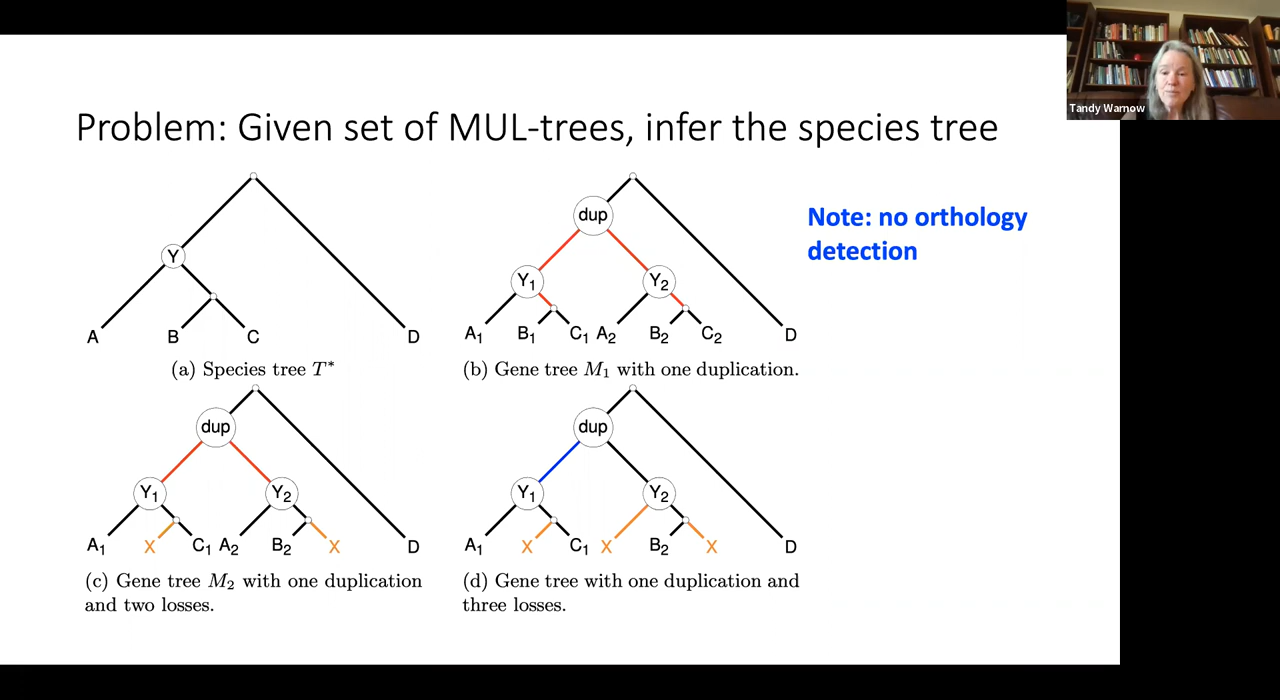 Tandy Warnow
Problem: Given set of MUL-trees, infer the species tree
Note: no orthology
detection
Y
A B C D
(a) Species tree T*
dup
Y1 Y2
A1 B1 C1 A2 B2 C2 D
(b) Gene tree M1 with one duplication.
dup
Y1 Y2
A1 X C1 A2 B2 X D
(c) Gene tree M2 with one duplication
and two losses.
dup
Y1 Y2
A1 X C1 X B2 X D
(d) Gene tree with one duplication and
three losses.